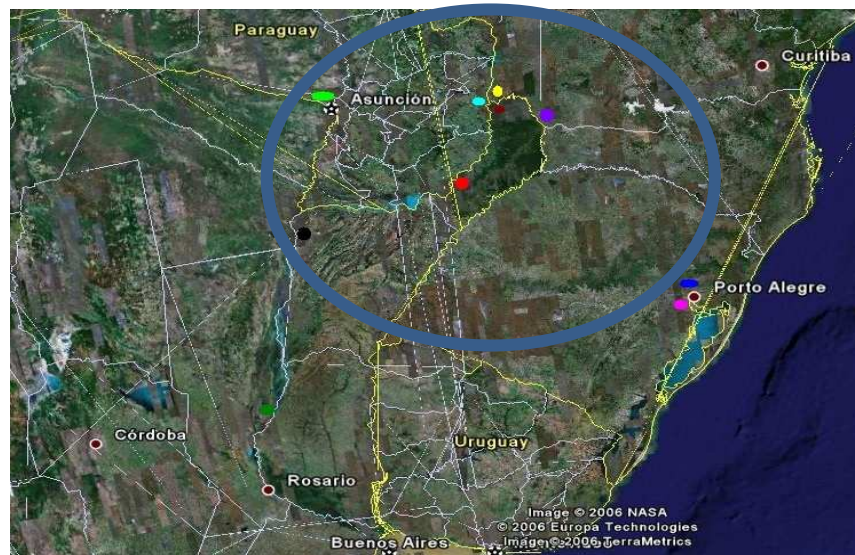 Paraguay
Curitiba
Asunción
Porto Alegre
Córdoba
Uruguay
Rosario
Image © 2006 NASA
© 2006 Europa Technologies
Image © 2006 TerraMetrics
Buenos Aires